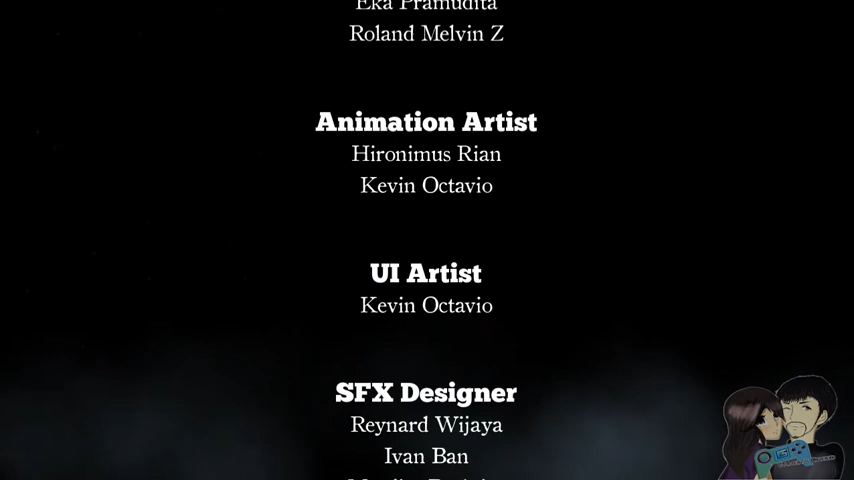 Eka Pramudita
Roland Melvin Z
Animation Artist
Hironimus Rian
Kevin Octavio
UI Artist
Kevin Octavio
SFX Designer
Reynard Wijaya
Ivan Ban